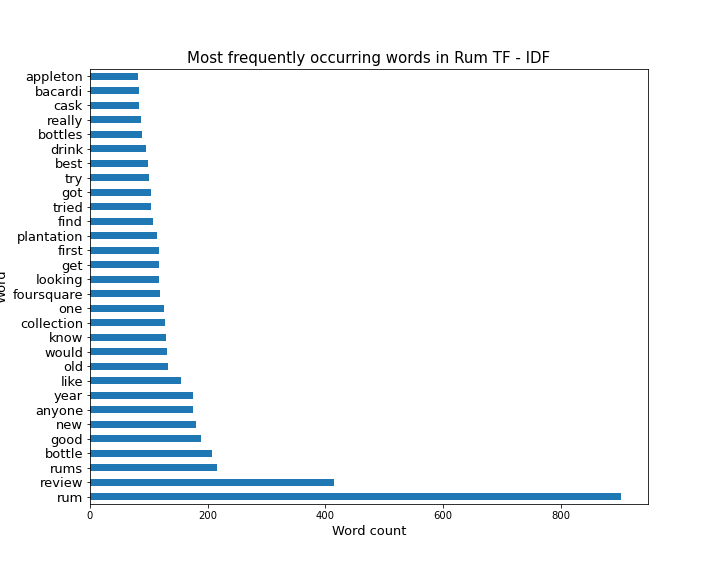 Most frequently occurring words in Rum TF - IDF
appleton
bacardi
cask
really
bottles
drink
best
try
got
tried
find
plantation
first
get
looking
foursquare
one
collection
know
would
old
like
year
anyone
new
good
bottle
rums
review
rum
Word
0 200 400 600 800
Word count